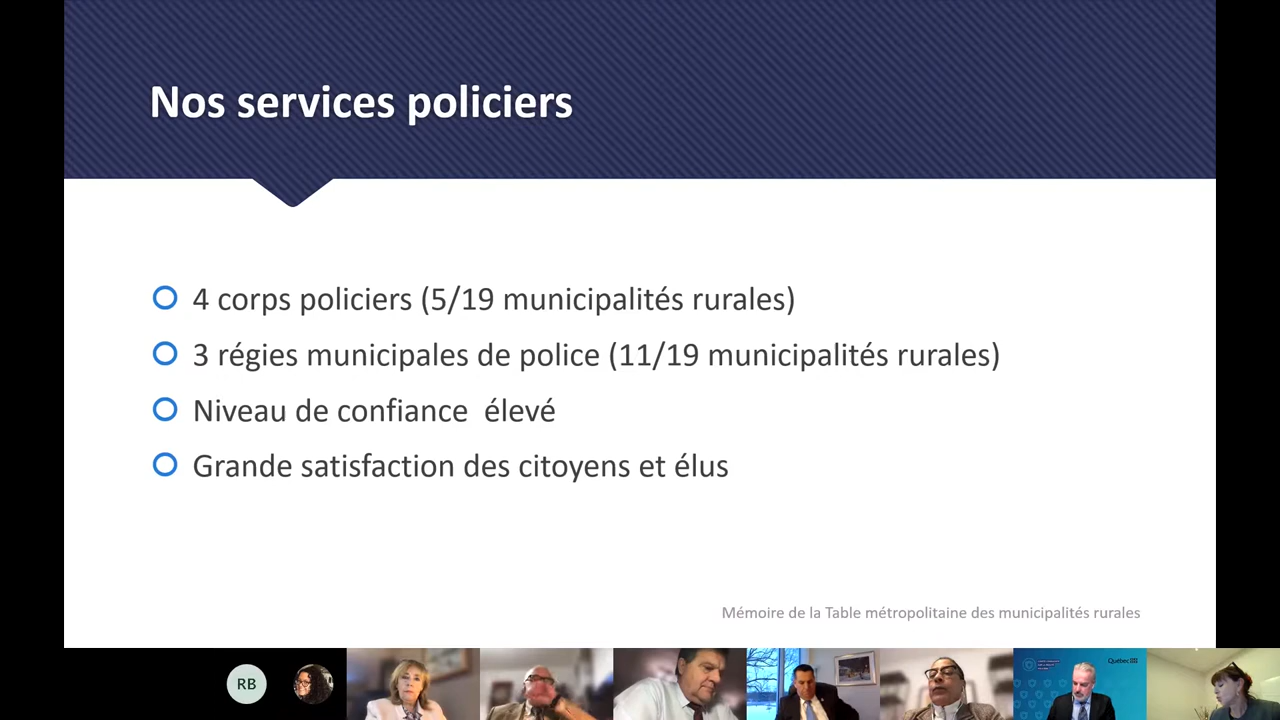 Nos services policiers
4 corps policiers (5/19 municipalités rurales)
3 régies municipales de police (11/19 municipalités rurales)
Niveau de confiance  élevé
Grande satisfaction des citoyens et élus
Mémoire de la Table métropolitaine des municipalités rurales
RB
Québec